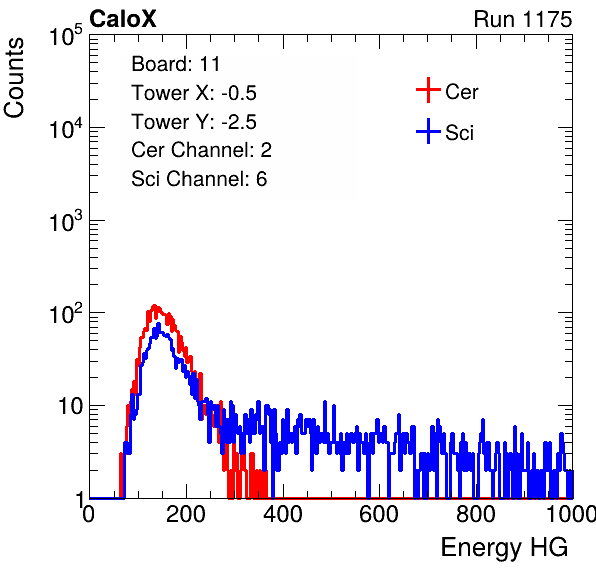 CaloX
Run 1175
Counts
10^5
10^4
10^3
10^2
10
1
Board: 11
Tower X: -0.5
Tower Y: -2.5
Cer Channel: 2
Sci Channel: 6
Cer
Sci
0 200 400 600 800 1000
Energy HG